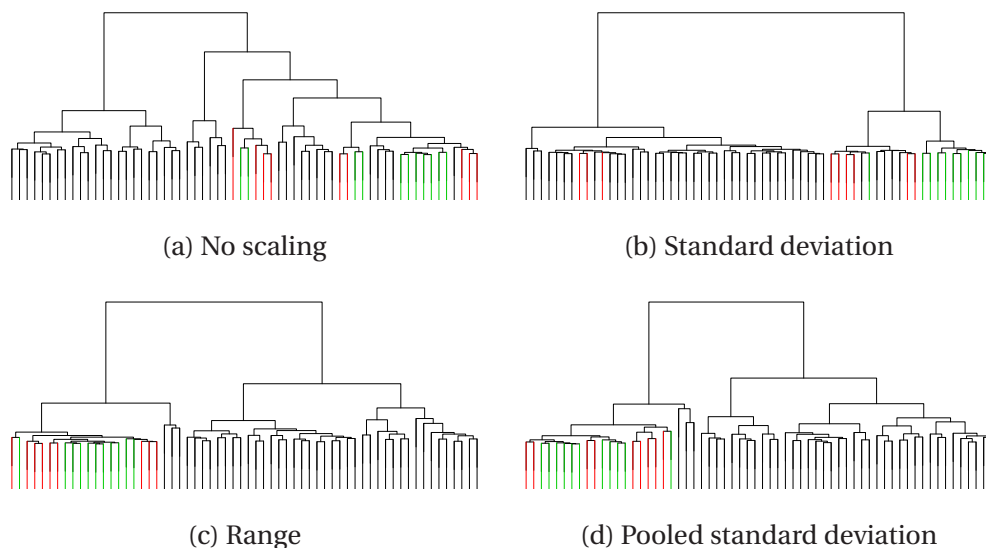 (a) No scaling
(b) Standard deviation
(c) Range
(d) Pooled standard deviation